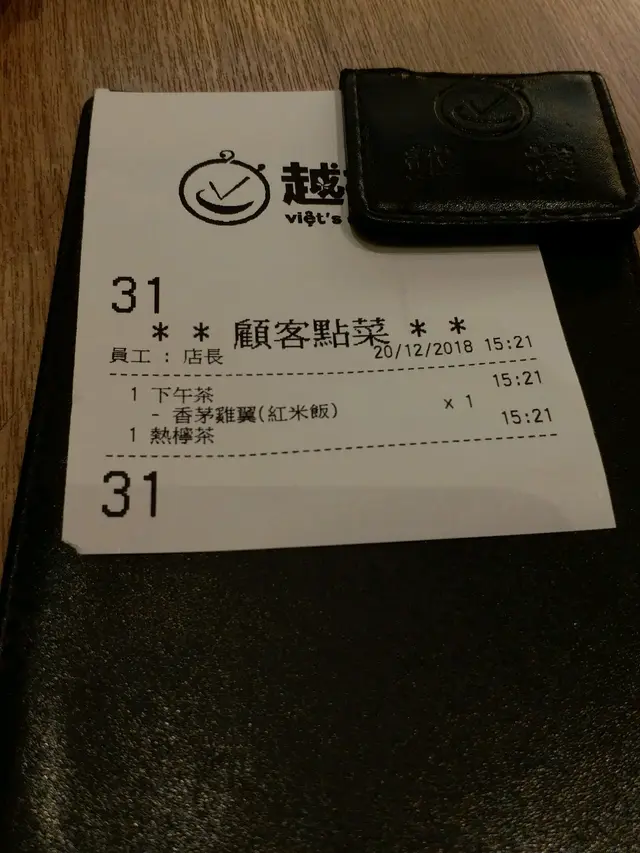 越
việt's
31
* * 顧客點菜 * *
員工 : 店長 20/12/2018 15:21
1 下午茶 15:21
- 香茅雞翼(紅米飯) x 1
1 熱檸茶 15:21
31